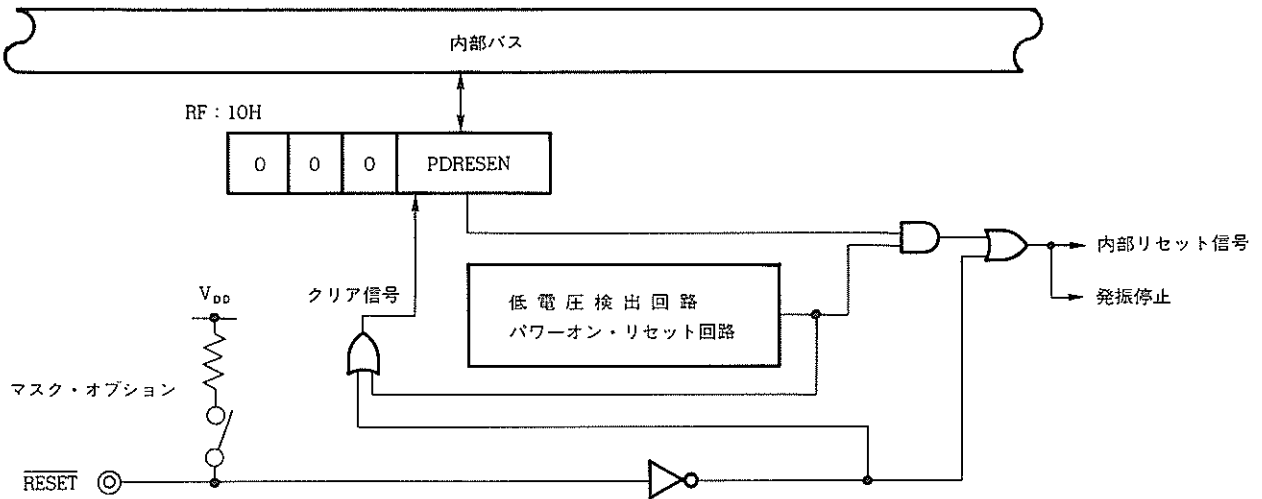 内部バス
RF : 10H
0 0 0 PDRESEN
内部リセット信号
発振停止
低電圧検出回路
パワーオン・リセット回路
クリア信号
VDD
マスク・オプション
RESET